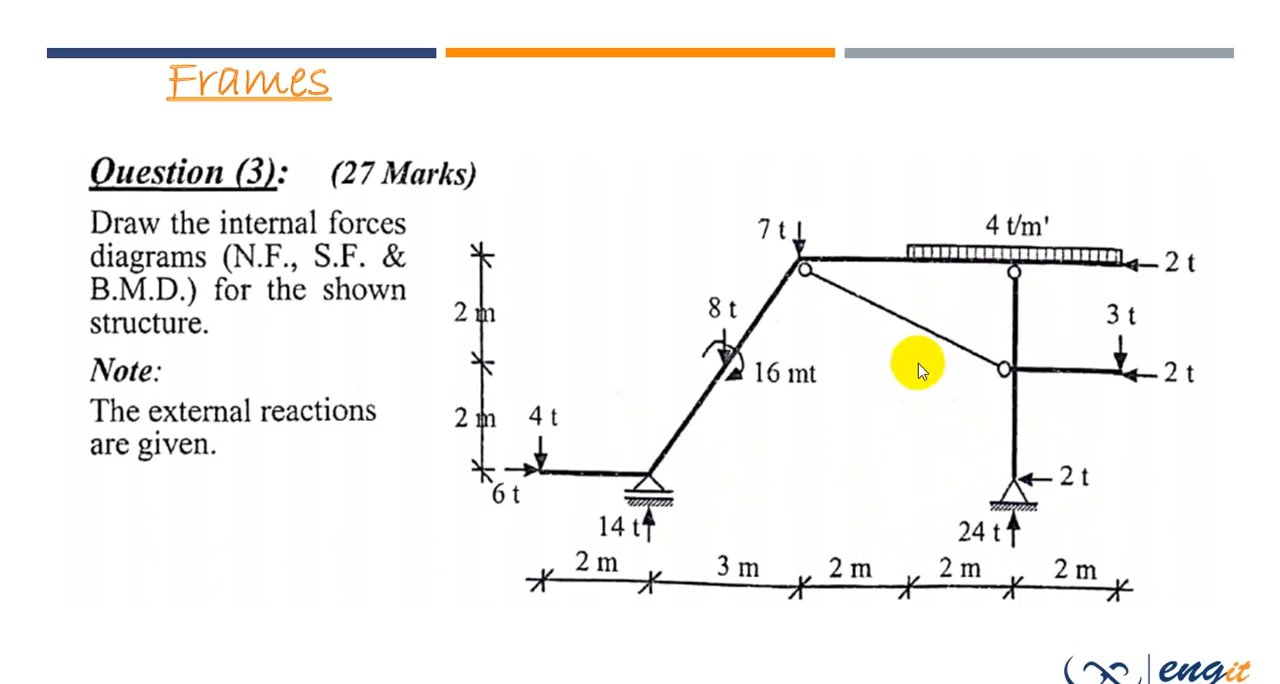 Frames
Question (3): (27 Marks)
Draw the internal forces
diagrams (N.F., S.F. &
B.M.D.) for the shown
structure.
Note:
The external reactions
are given.
7 t
4 t/m'
2 t
2 m
8 t
3 t
16 mt
2 t
2 m
4 t
6 t
2 t
14 t
24 t
2 m
3 m
2 m
2 m
2 m
engit